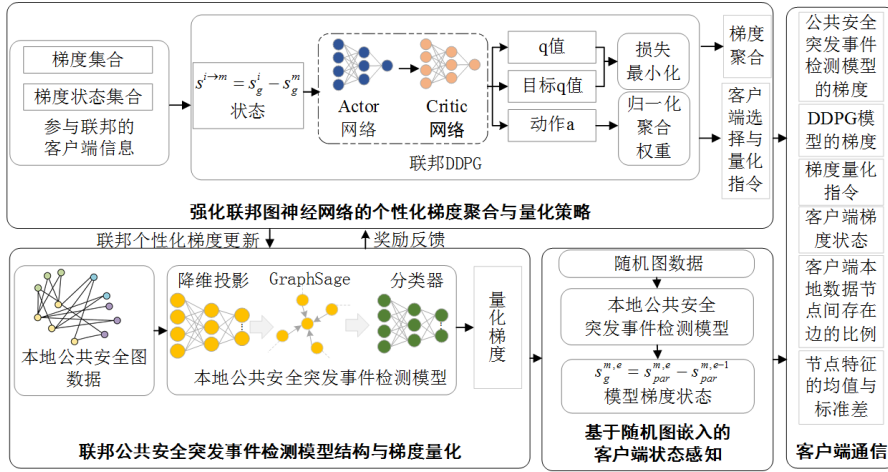 梯度集合
梯度状态集合
参与联邦的
客户端信息
s^{i→m} = s_g^i − s_g^m
状态
Actor
网络
Critic
网络
q值
目标q值
动作a
损失
最小化
归一化
聚合
权重
联邦DDPG
梯度
聚合
客户
端选
择与
量化
指令
强化联邦图神经网络的个性化梯度聚合与量化策略
联邦个性化梯度更新
奖励反馈
本地公共安全图
数据
降维投影
GraphSage
分类器
本地公共安全突发事件检测模型
量化梯度
联邦公共安全突发事件检测模型结构与梯度量化
随机图数据
本地公共安全
突发事件检测模型
s_g^{m,e} = s_{par}^{m,e} − s_{par}^{m,e−1}
模型梯度状态
基于随机图嵌入的
客户端状态感知
公共安全
突发事件
检测模型
的梯度
DDPG模
型的梯度
梯度量化
指令
客户端梯
度状态
客户端本
地数据节
点间存在
边的比例
节点特征
的均值与
标准差
客户端通信